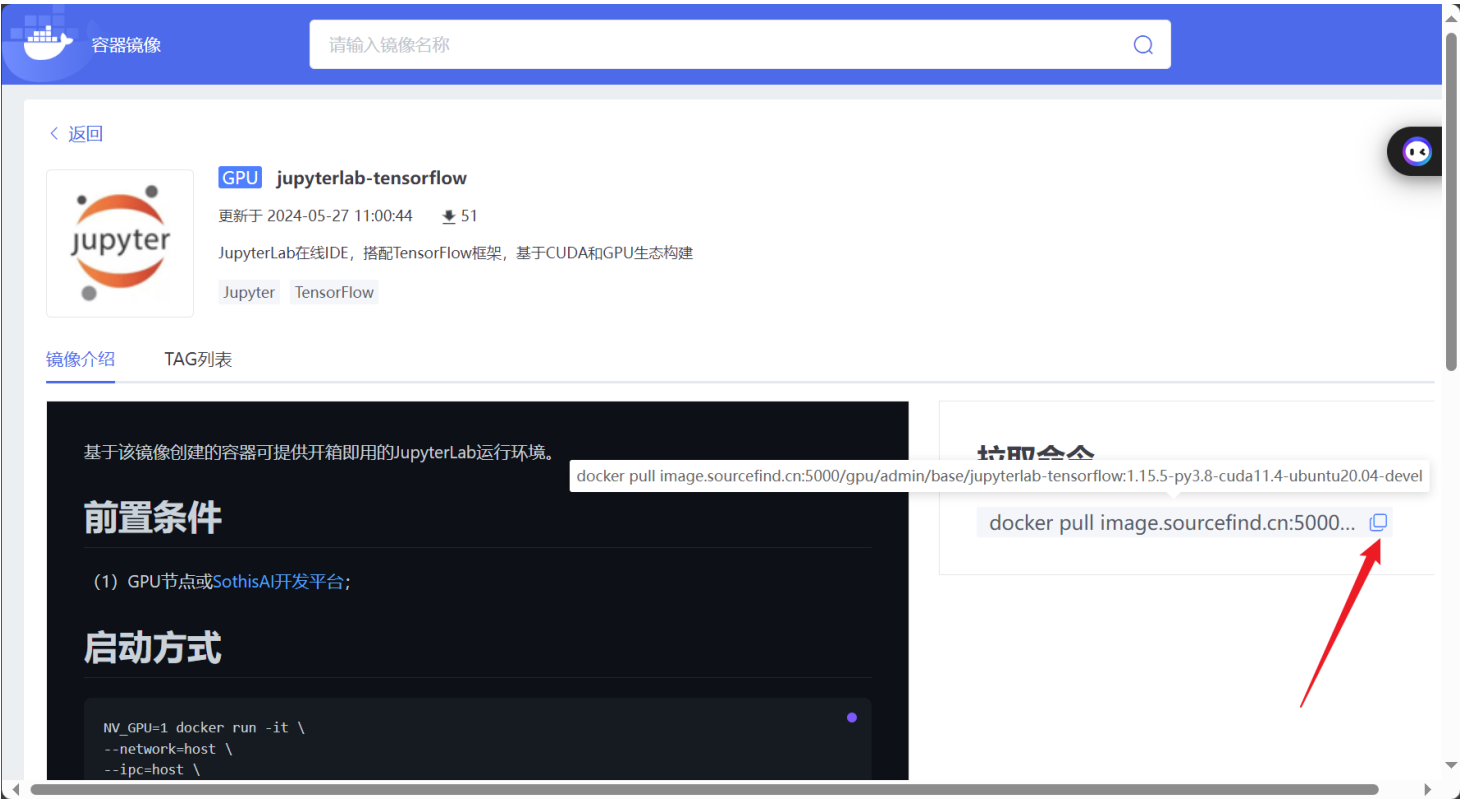 容器镜像
请输入镜像名称
返回
jupyter
GPU jupyterlab-tensorflow
更新于 2024-05-27 11:00:44 51
JupyterLab在线IDE，搭配TensorFlow框架，基于CUDA和GPU生态构建
Jupyter TensorFlow
镜像介绍 TAG列表
基于该镜像创建的容器可提供开箱即用的JupyterLab运行环境。
前置条件
（1）GPU节点或SothisAI开发平台；
启动方式
NV_GPU=1 docker run -it \
--network=host \
--ipc=host \
拉取命令
docker pull image.sourcefind.cn:5000/gpu/admin/base/jupyterlab-tensorflow:1.15.5-py3.8-cuda11.4-ubuntu20.04-devel
docker pull image.sourcefind.cn:5000...